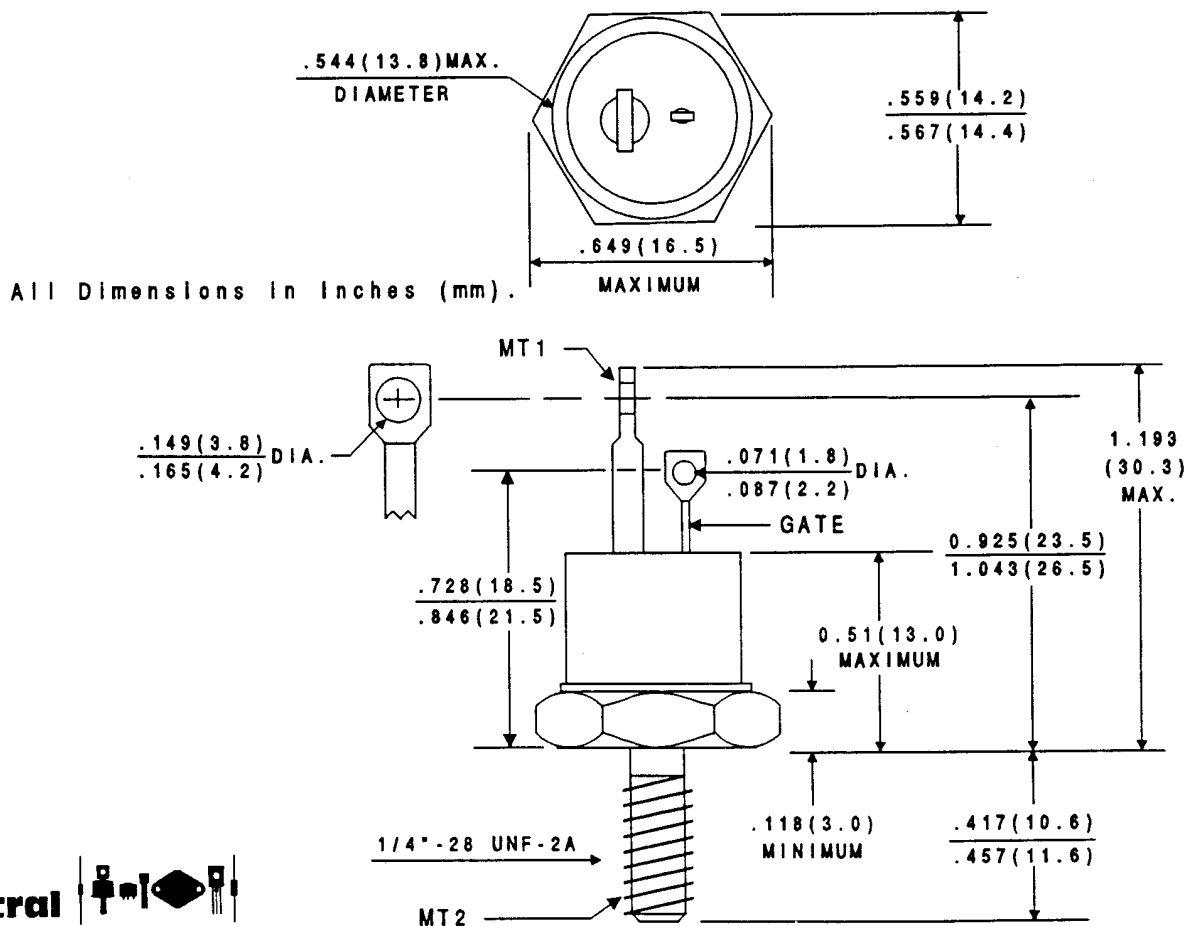 .544(13.8)MAX.
DIAMETER
.559(14.2)
.567(14.4)
.649(16.5)
MAXIMUM
All Dimensions in Inches (mm).
MT1
.149(3.8)
.165(4.2)
DIA.
.071(1.8)
.087(2.2)
DIA.
GATE
1.193
(30.3)
MAX.
0.925(23.5)
1.043(26.5)
.728(18.5)
.846(21.5)
0.51(13.0)
MAXIMUM
.118(3.0)
MINIMUM
.417(10.6)
.457(11.6)
1/4"-28 UNF-2A
MT2
tral